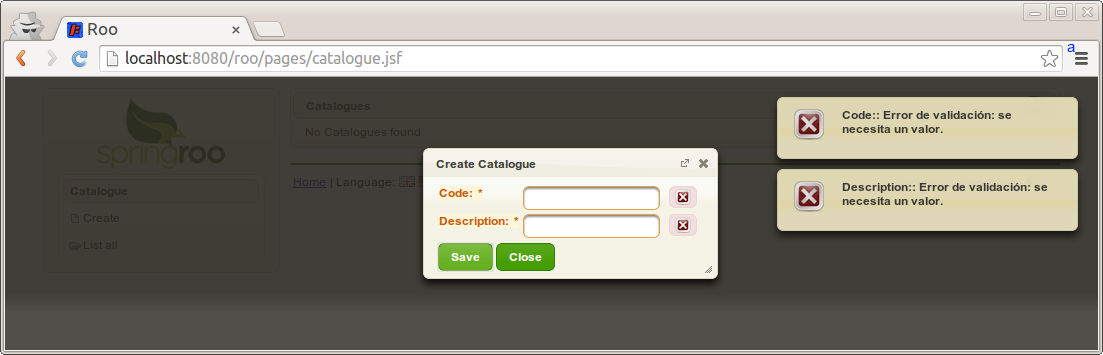 Roo
localhost:8080/roo/pages/catalogue.jsf
a
springroo
Catalogue
Create
List all
Catalogues
No Catalogues found
Home | Language:
Create Catalogue
Code: *
Description: *
Save Close
Code:: Error de validación: se
necesita un valor.
Description:: Error de validación: se
necesita un valor.